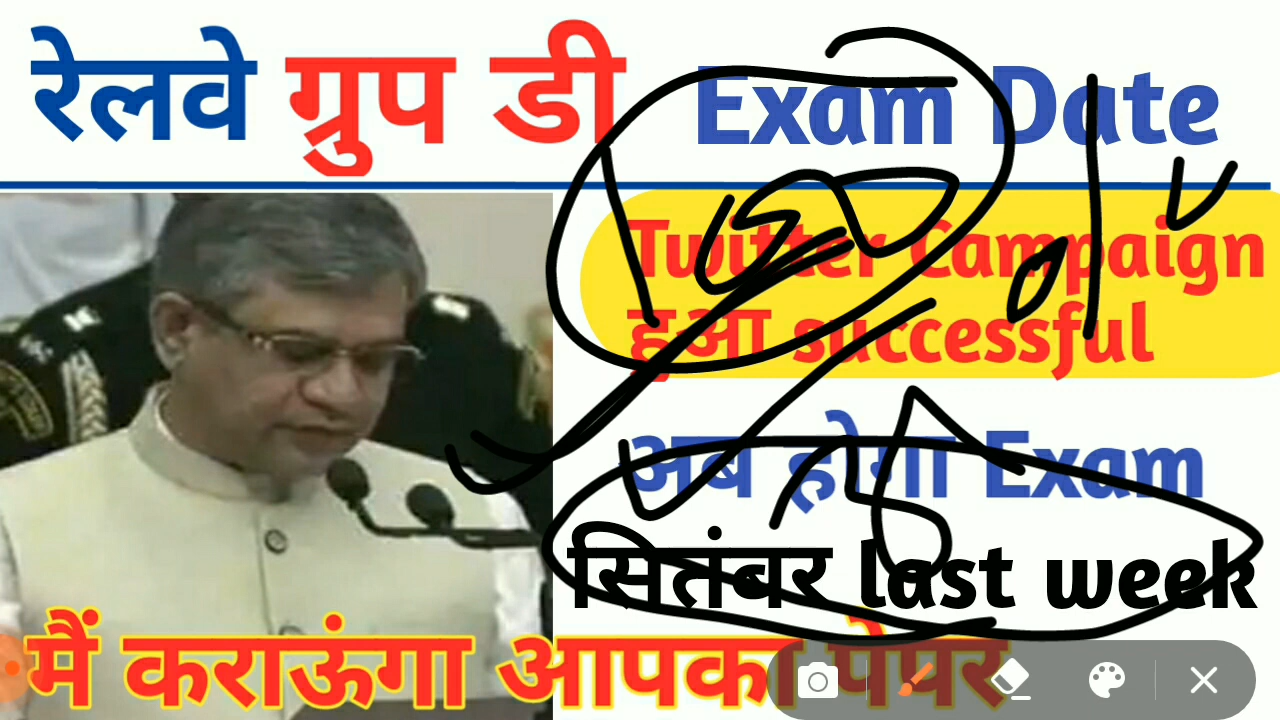 रेलवे ग्रुप डी Exam Date
Twitter Campaign
हुआ successful
अब होगा Exam
सितंबर last week
मैं कराऊंगा आपका पेपर